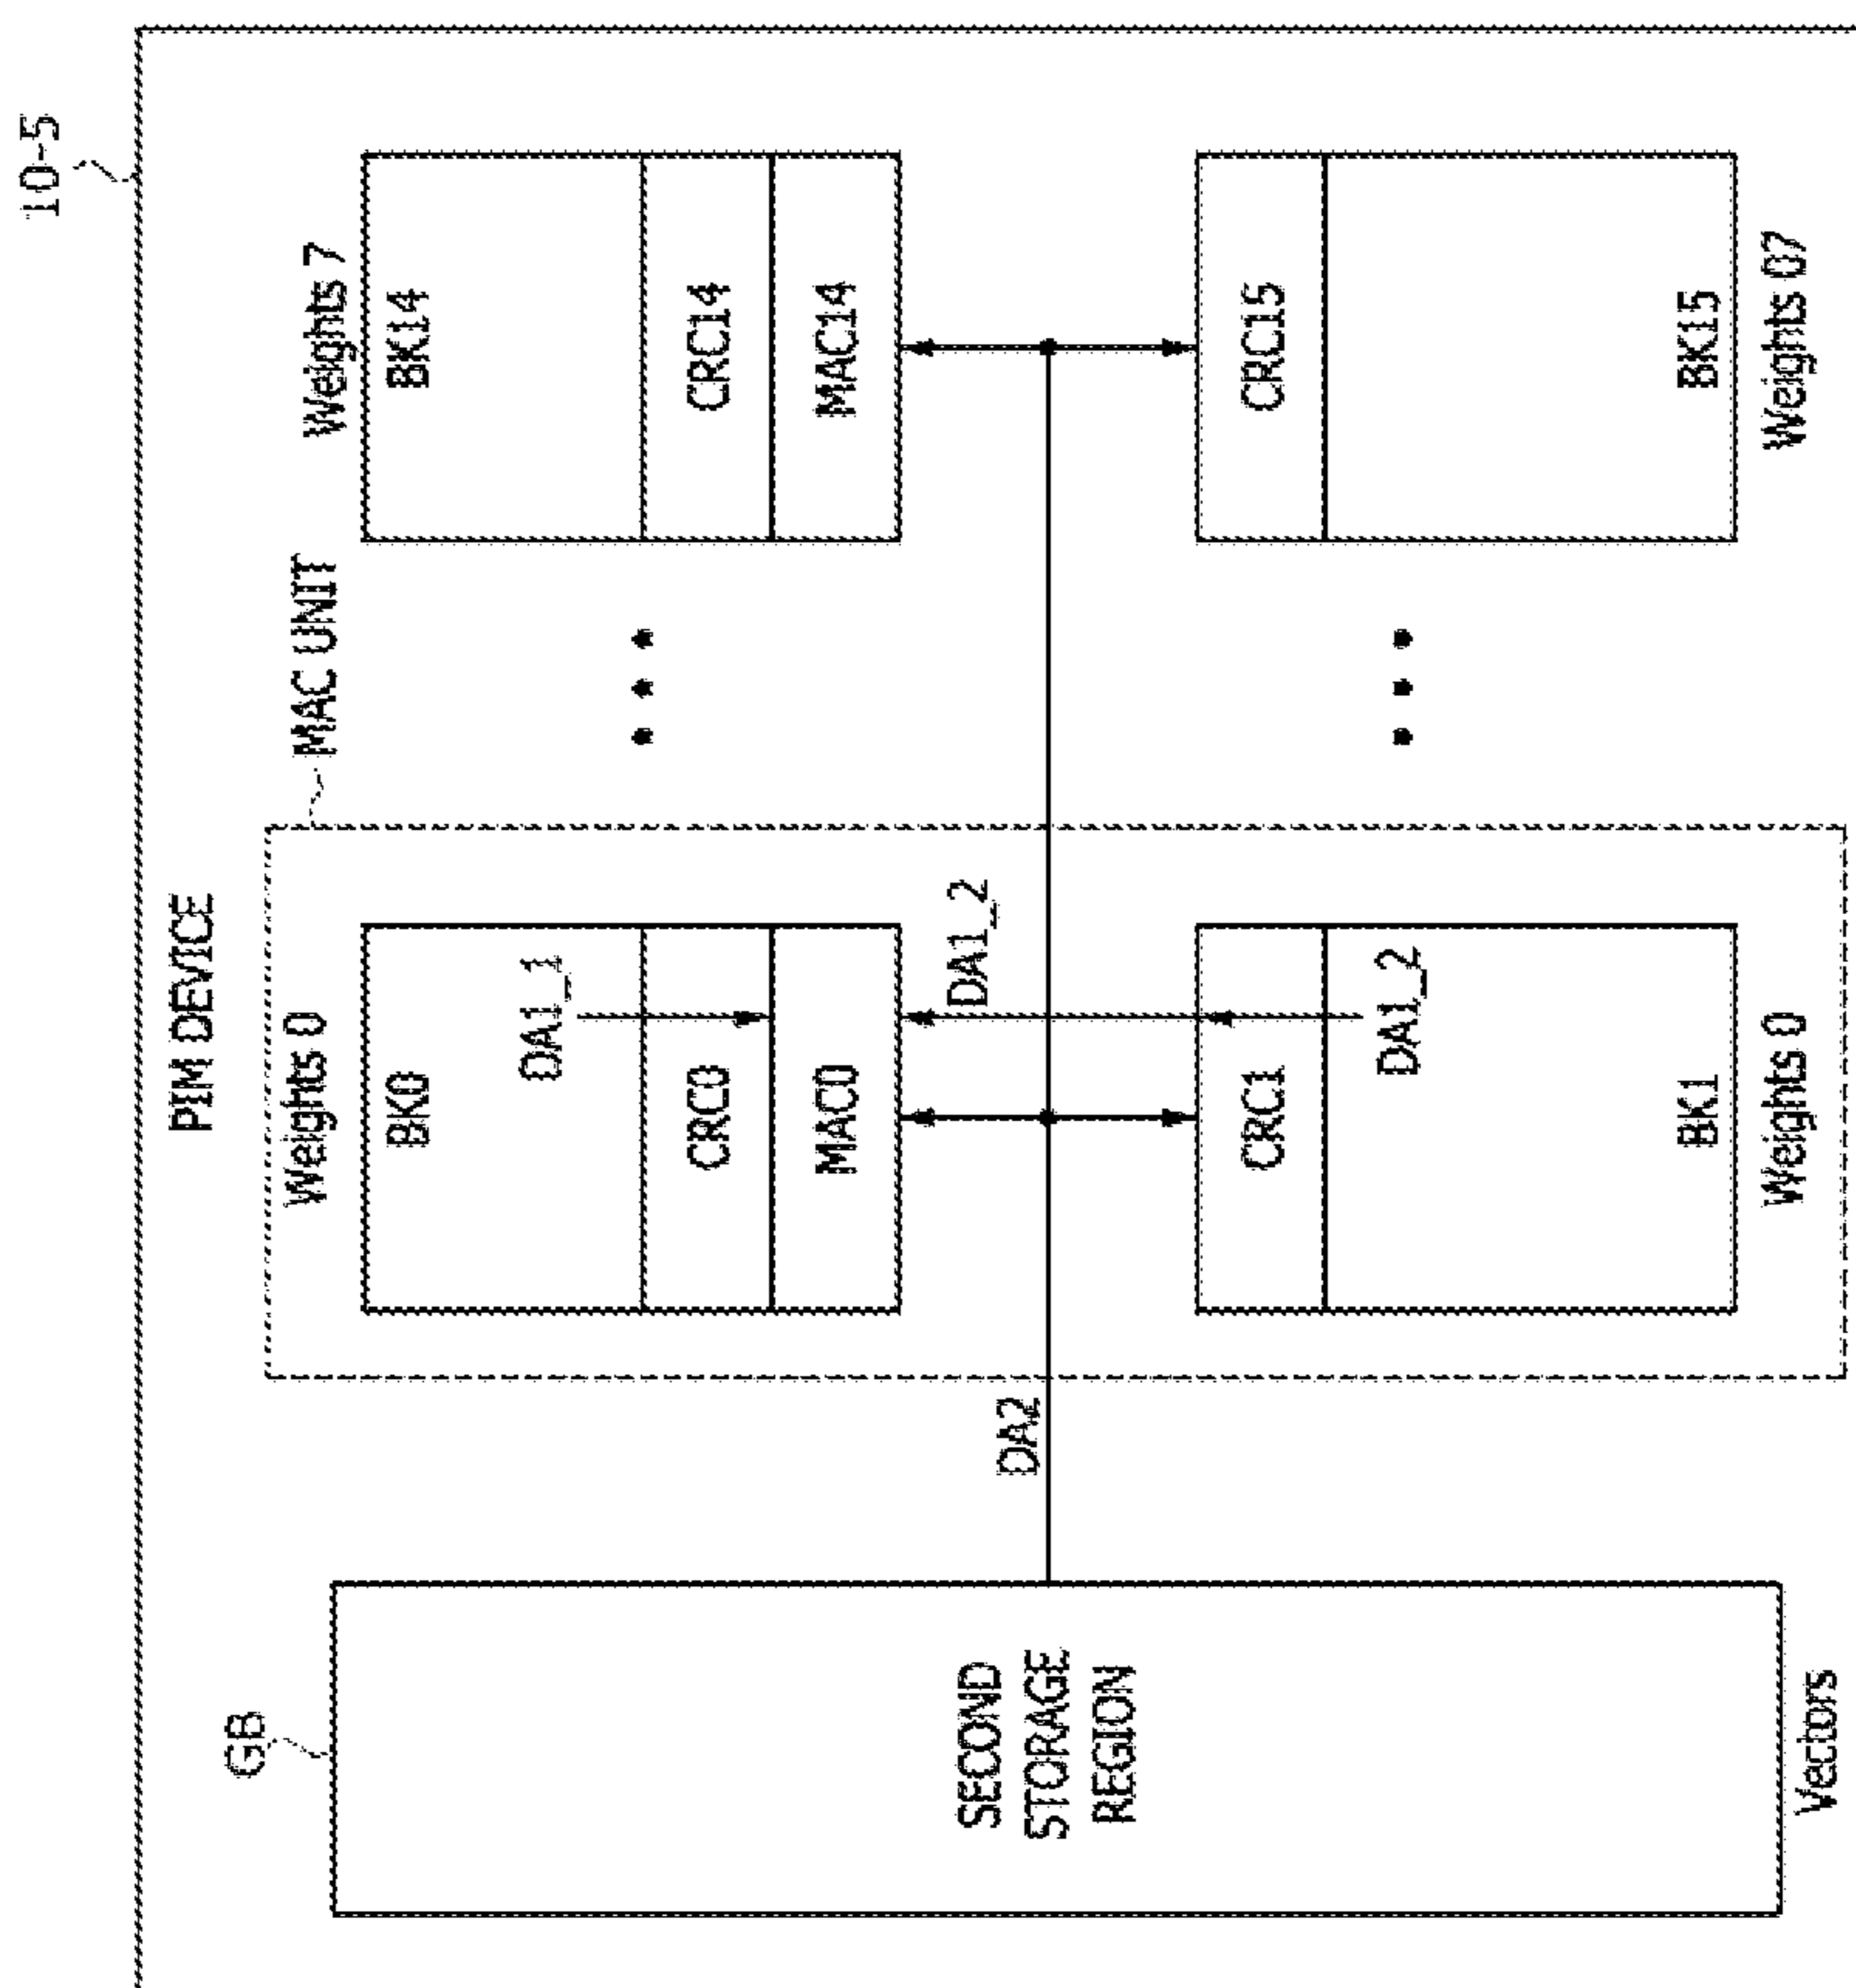 10-5
PIM DEVICE
GB
SECOND
STORAGE
REGION
Vectors
DA2
MAC UNIT
Weights 0
BK0
DA1_1
CRC0
MAC0
DA1_2
CRC1
DA1_2
BK1
Weights 0
Weights 7
BK14
CRC14
MAC14
CRC15
BK15
Weights 07